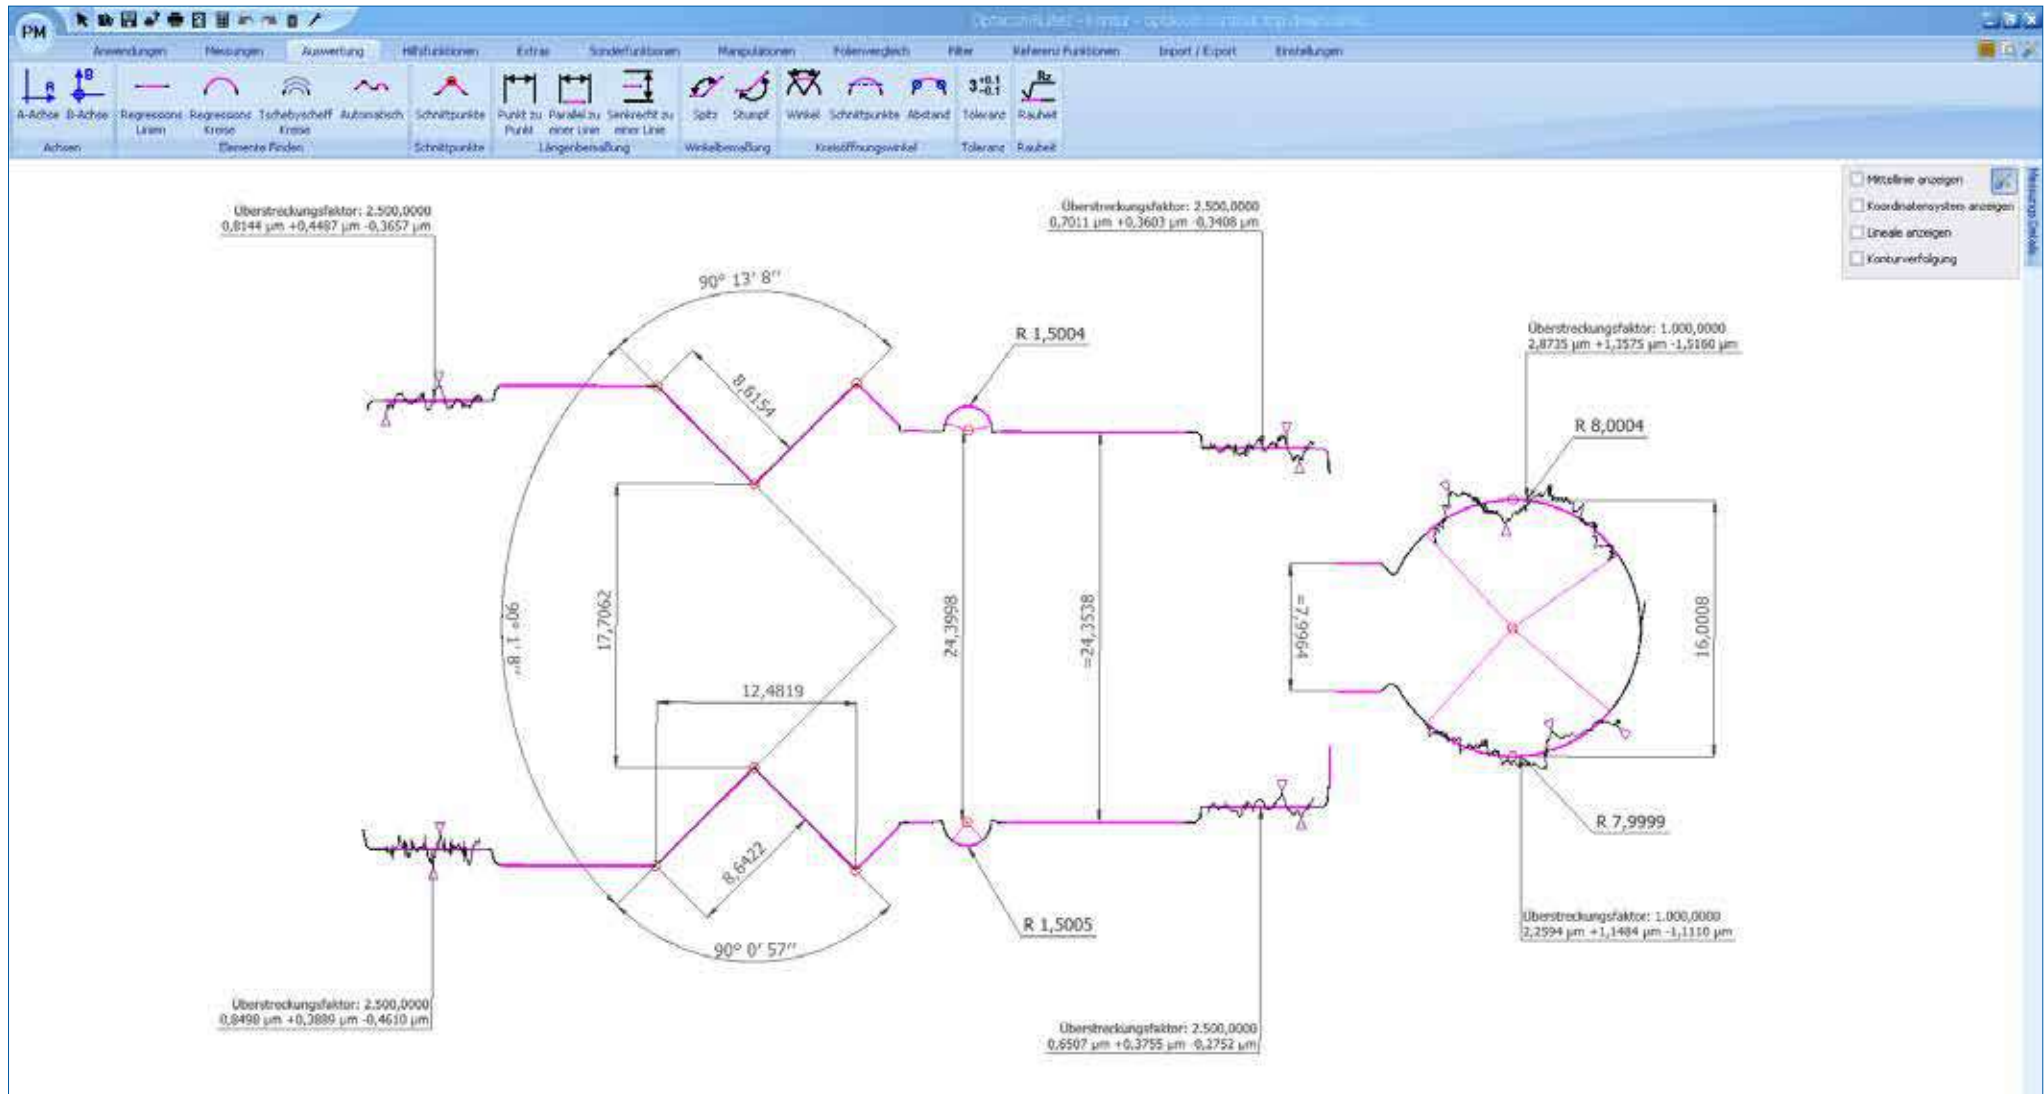 PM
Anwendungen Messungen Auswertung Hilfsfunktionen Extras Sonderfunktionen Manipulationen Folienvergleich Filter Referenz Funktionen Import / Export Einstellungen
A-Achse B-Achse Regressions Linien Regressions Kreise Tschebyscheff Kreise Automatisch Schnittpunkte Punkt zu Punkt Parallel zu einer Linie Senkrecht zu einer Linie Spitz Stumpf Winkel Schnittpunkte Abstand Toleranz Rauheit
Achsen Elemente Finden Schnittpunkte Längenbemaßung Winkelbemaßung Kreisöffnungswinkel Toleranz Rauheit
Mittellinie anzeigen
Koordinatensystem anzeigen
Lineale anzeigen
Konturverfolgung
Überstreckungsfaktor: 2.500,0000
0,8144 µm +0,4487 µm -0,3657 µm
Überstreckungsfaktor: 2.500,0000
0,7011 µm +0,3603 µm -0,3408 µm
90° 13' 8''
R 1,5004
Überstreckungsfaktor: 1.000,0000
2,8735 µm +1,3575 µm -1,5160 µm
8,6154
R 8,0004
90° 1' 8''
17,7062
24,3998
=24,3538
=7,9964
16,0008
12,4819
8,6422
R 7,9999
90° 0' 57''
R 1,5005
Überstreckungsfaktor: 1.000,0000
2,2594 µm +1,1484 µm -1,1110 µm
Überstreckungsfaktor: 2.500,0000
0,8498 µm +0,3889 µm -0,4610 µm
Überstreckungsfaktor: 2.500,0000
0,6507 µm +0,3755 µm -0,2752 µm